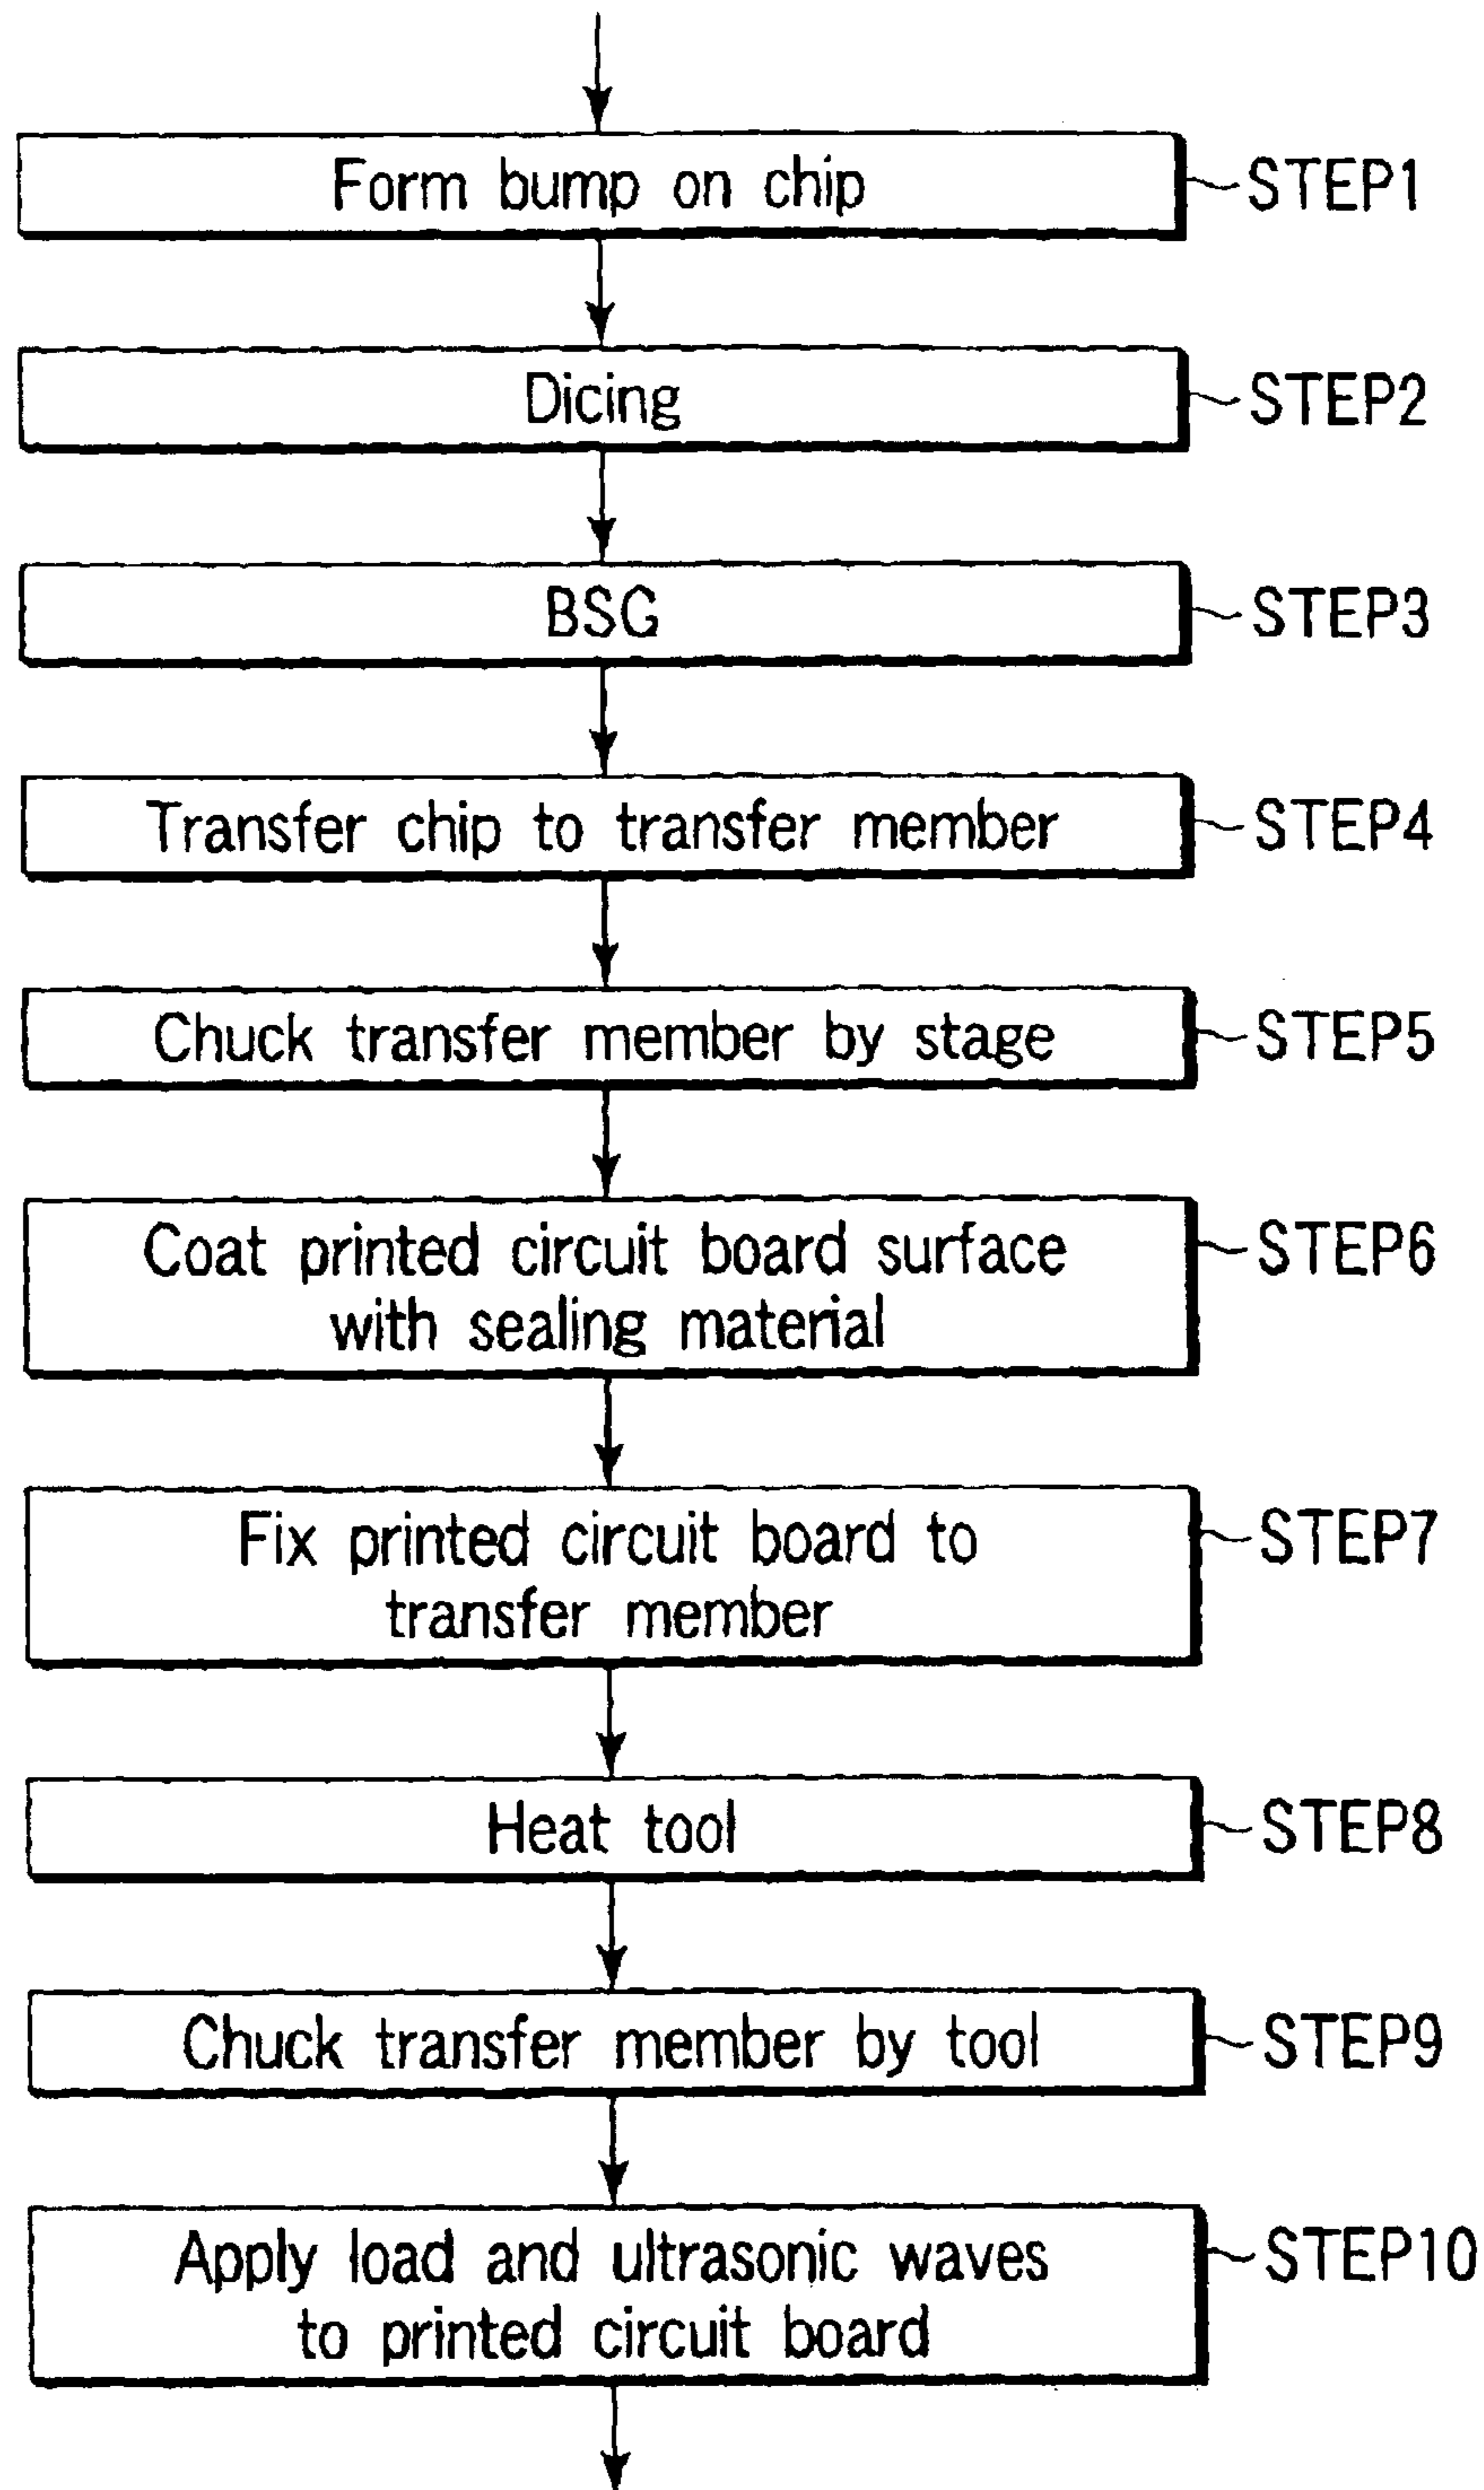 Form bump on chip
STEP1
Dicing
STEP2
BSG
STEP3
Transfer chip to transfer member
STEP4
Chuck transfer member by stage
STEP5
Coat printed circuit board surface
with sealing material
STEP6
Fix printed circuit board to
transfer member
STEP7
Heat tool
STEP8
Chuck transfer member by tool
STEP9
Apply load and ultrasonic waves
to printed circuit board
STEP10